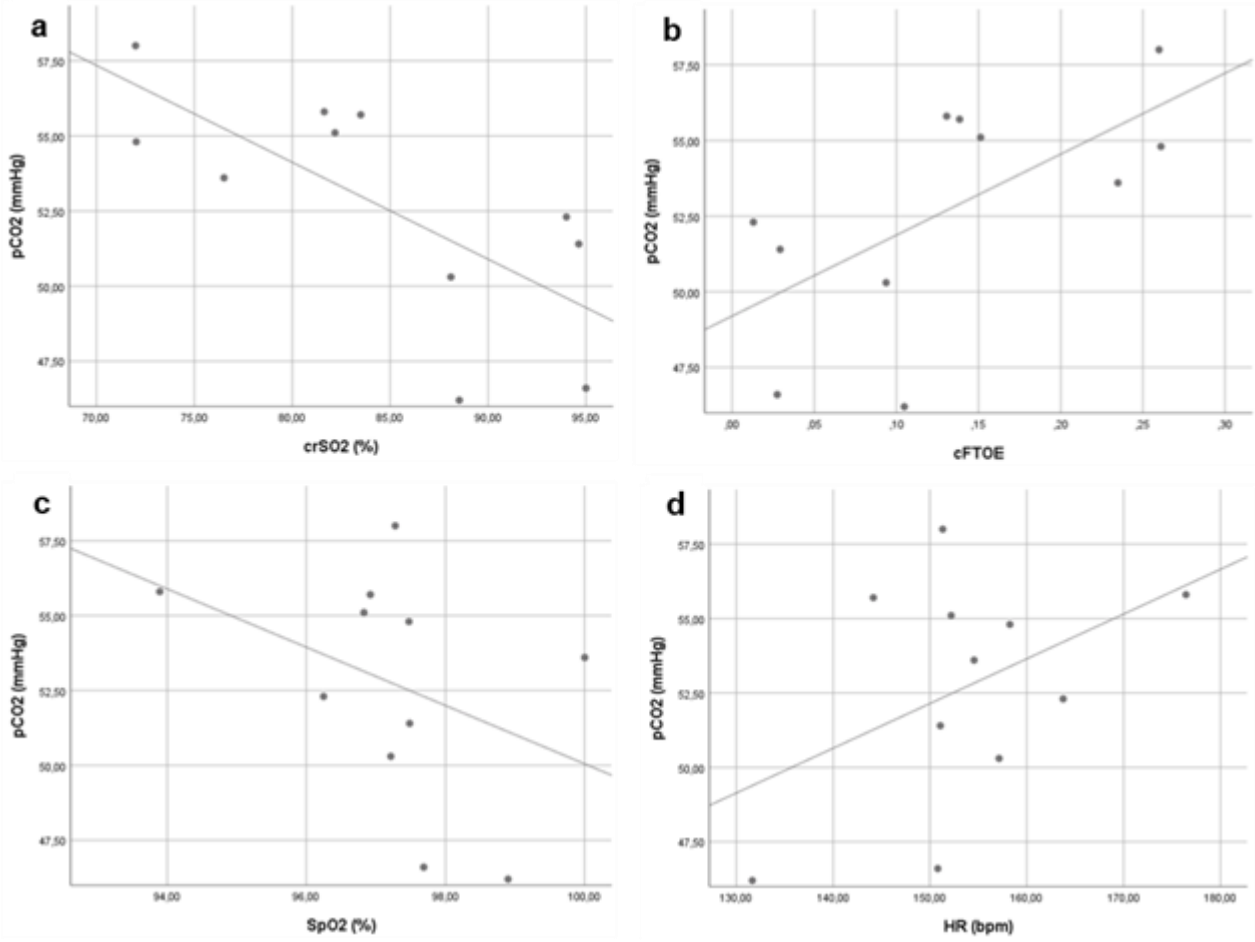 a
pCO2 (mmHg)
57,50
55,00
52,50
50,00
47,50
70,00 75,00 80,00 85,00 90,00 95,00
crSO2 (%)
b
pCO2 (mmHg)
57,50
55,00
52,50
50,00
47,50
,00 ,05 ,10 ,15 ,20 ,25 ,30
cFTOE
c
pCO2 (mmHg)
57,50
55,00
52,50
50,00
47,50
94,00 96,00 98,00 100,00
SpO2 (%)
d
pCO2 (mmHg)
57,50
55,00
52,50
50,00
47,50
130,00 140,00 150,00 160,00 170,00 180,00
HR (bpm)